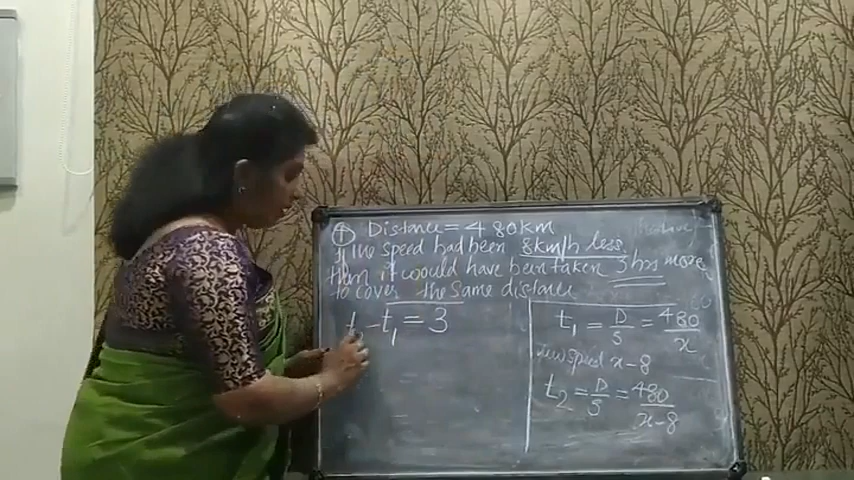 ④ Distance = 480km
If the speed had been 8km/h less
then it would have been taken 3 hrs more
to cover the same distance
t₂ - t₁ = 3
t₁ = D/S = 480/x
New speed x-8
t₂ = D/S = 480/x-8